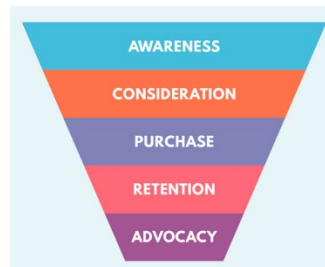 AWARENESS
CONSIDERATION
PURCHASE
RETENTION
ADVOCACY